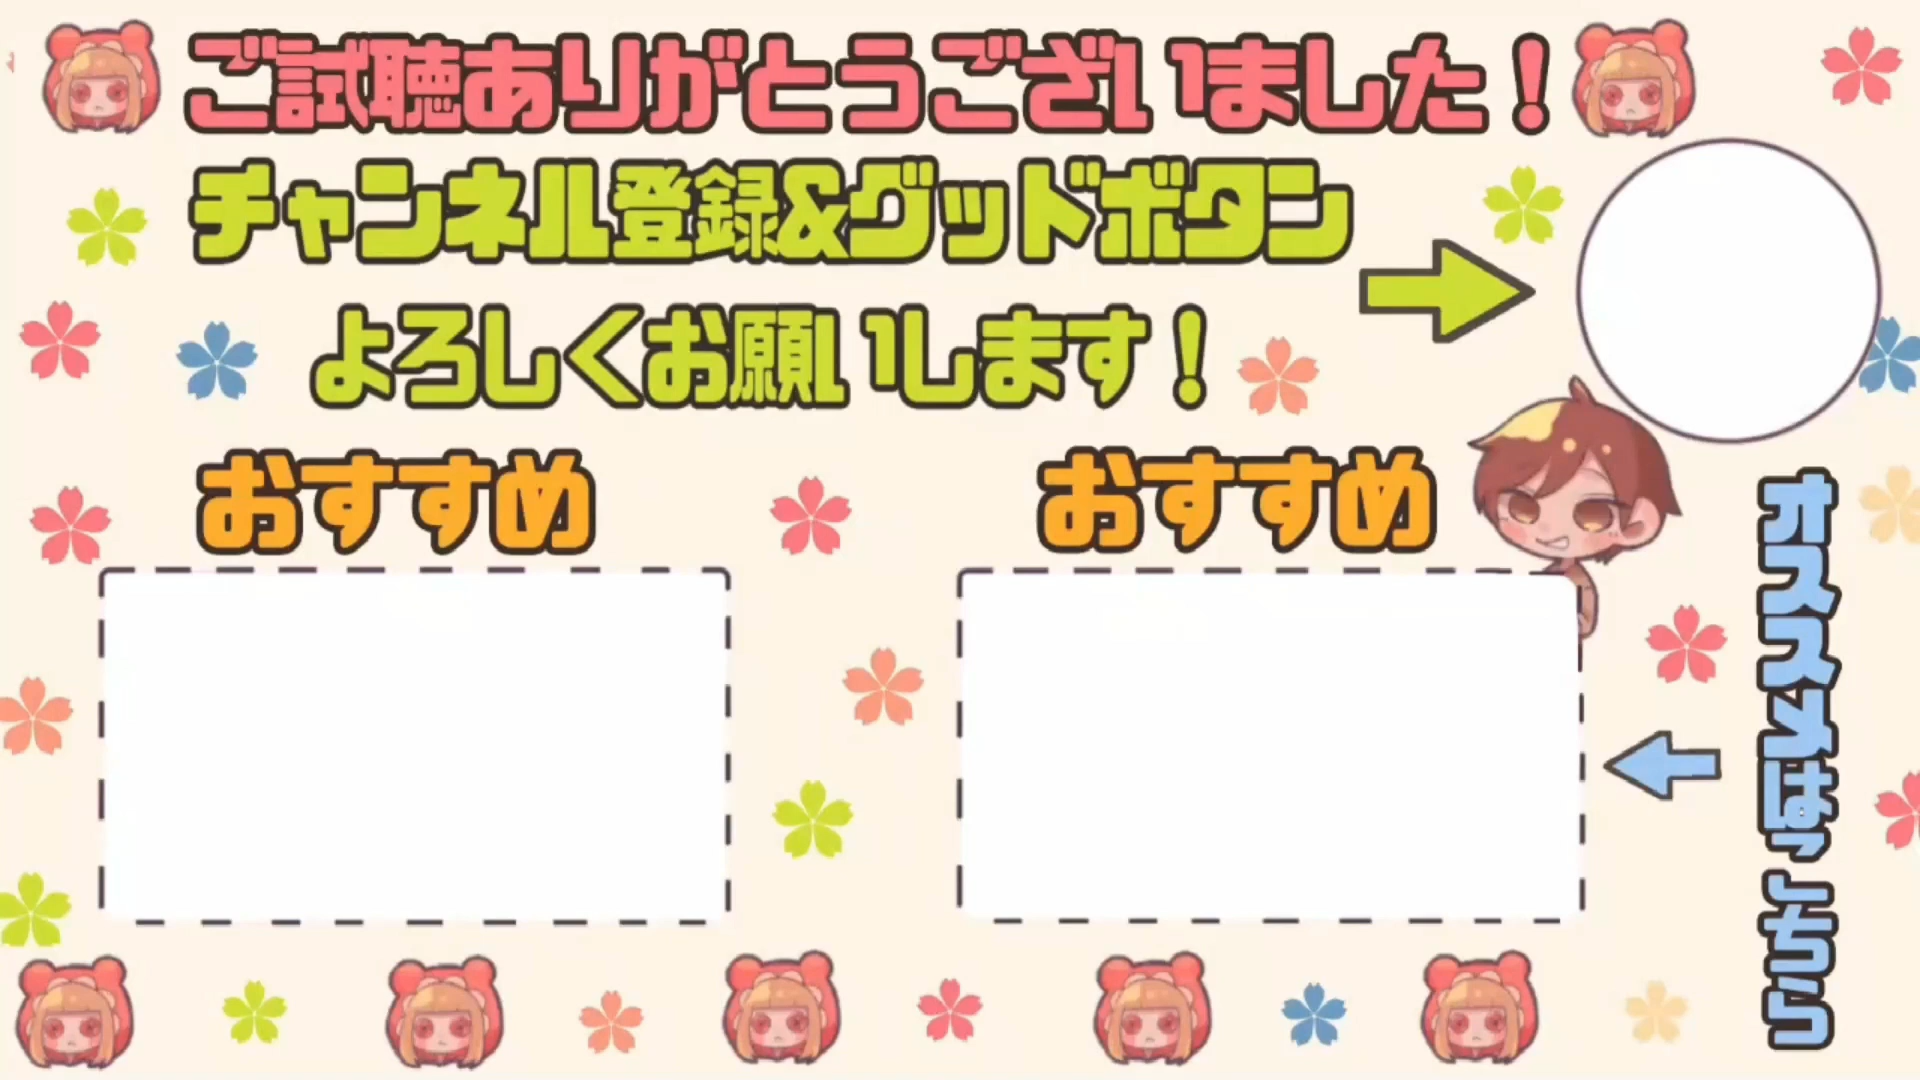 ご試聴ありがとうございました！
チャンネル登録&グッドボタン
よろしくお願いします！
おすすめ
おすすめ
オススメはこちら